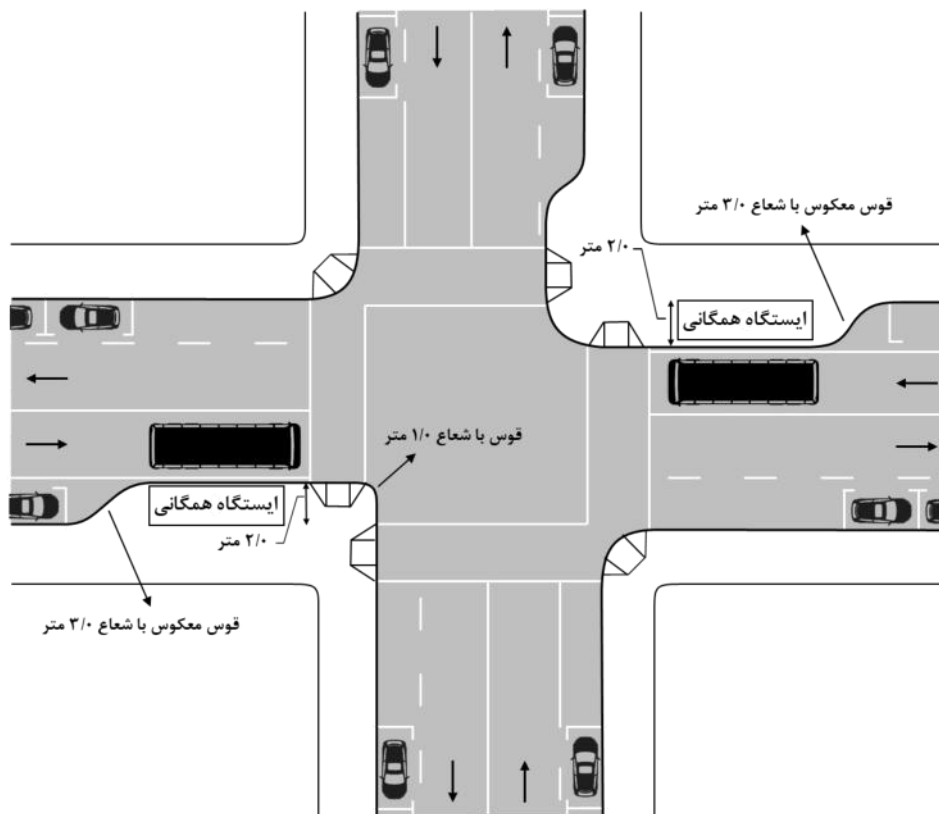 قوس معکوس با شعاع ۳/۰ متر
۲/۰ متر
ایستگاه همگانی
قوس با شعاع ۱/۰ متر
ایستگاه همگانی
۲/۰ متر
قوس معکوس با شعاع ۳/۰ متر